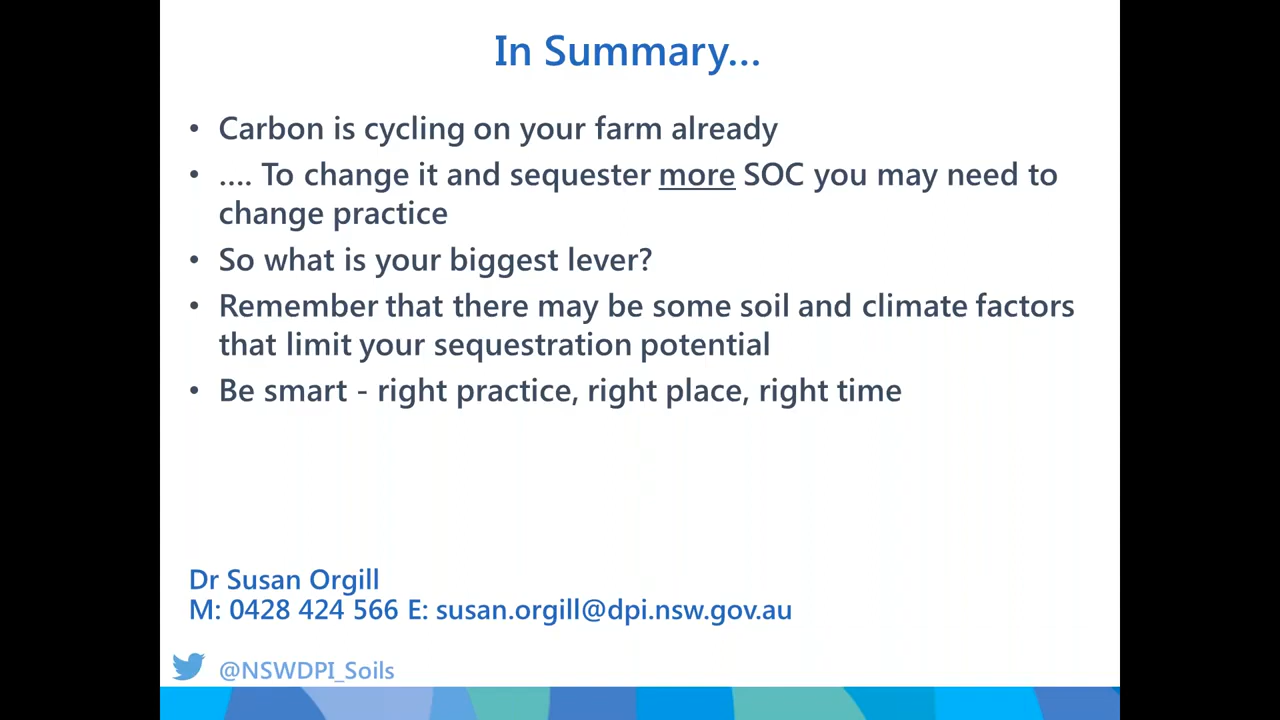 In Summary...
• Carbon is cycling on your farm already
• .... To change it and sequester more SOC you may need to
change practice
• So what is your biggest lever?
• Remember that there may be some soil and climate factors
that limit your sequestration potential
• Be smart - right practice, right place, right time
Dr Susan Orgill
M: 0428 424 566 E: susan.orgill@dpi.nsw.gov.au
@NSWDPI_Soils